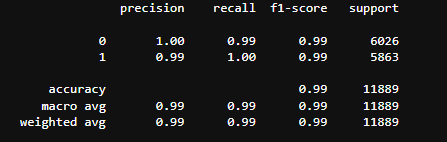 precision recall f1-score support
0 1.00 0.99 0.99 6026
1 0.99 1.00 0.99 5863
accuracy 0.99 11889
macro avg 0.99 0.99 0.99 11889
weighted avg 0.99 0.99 0.99 11889